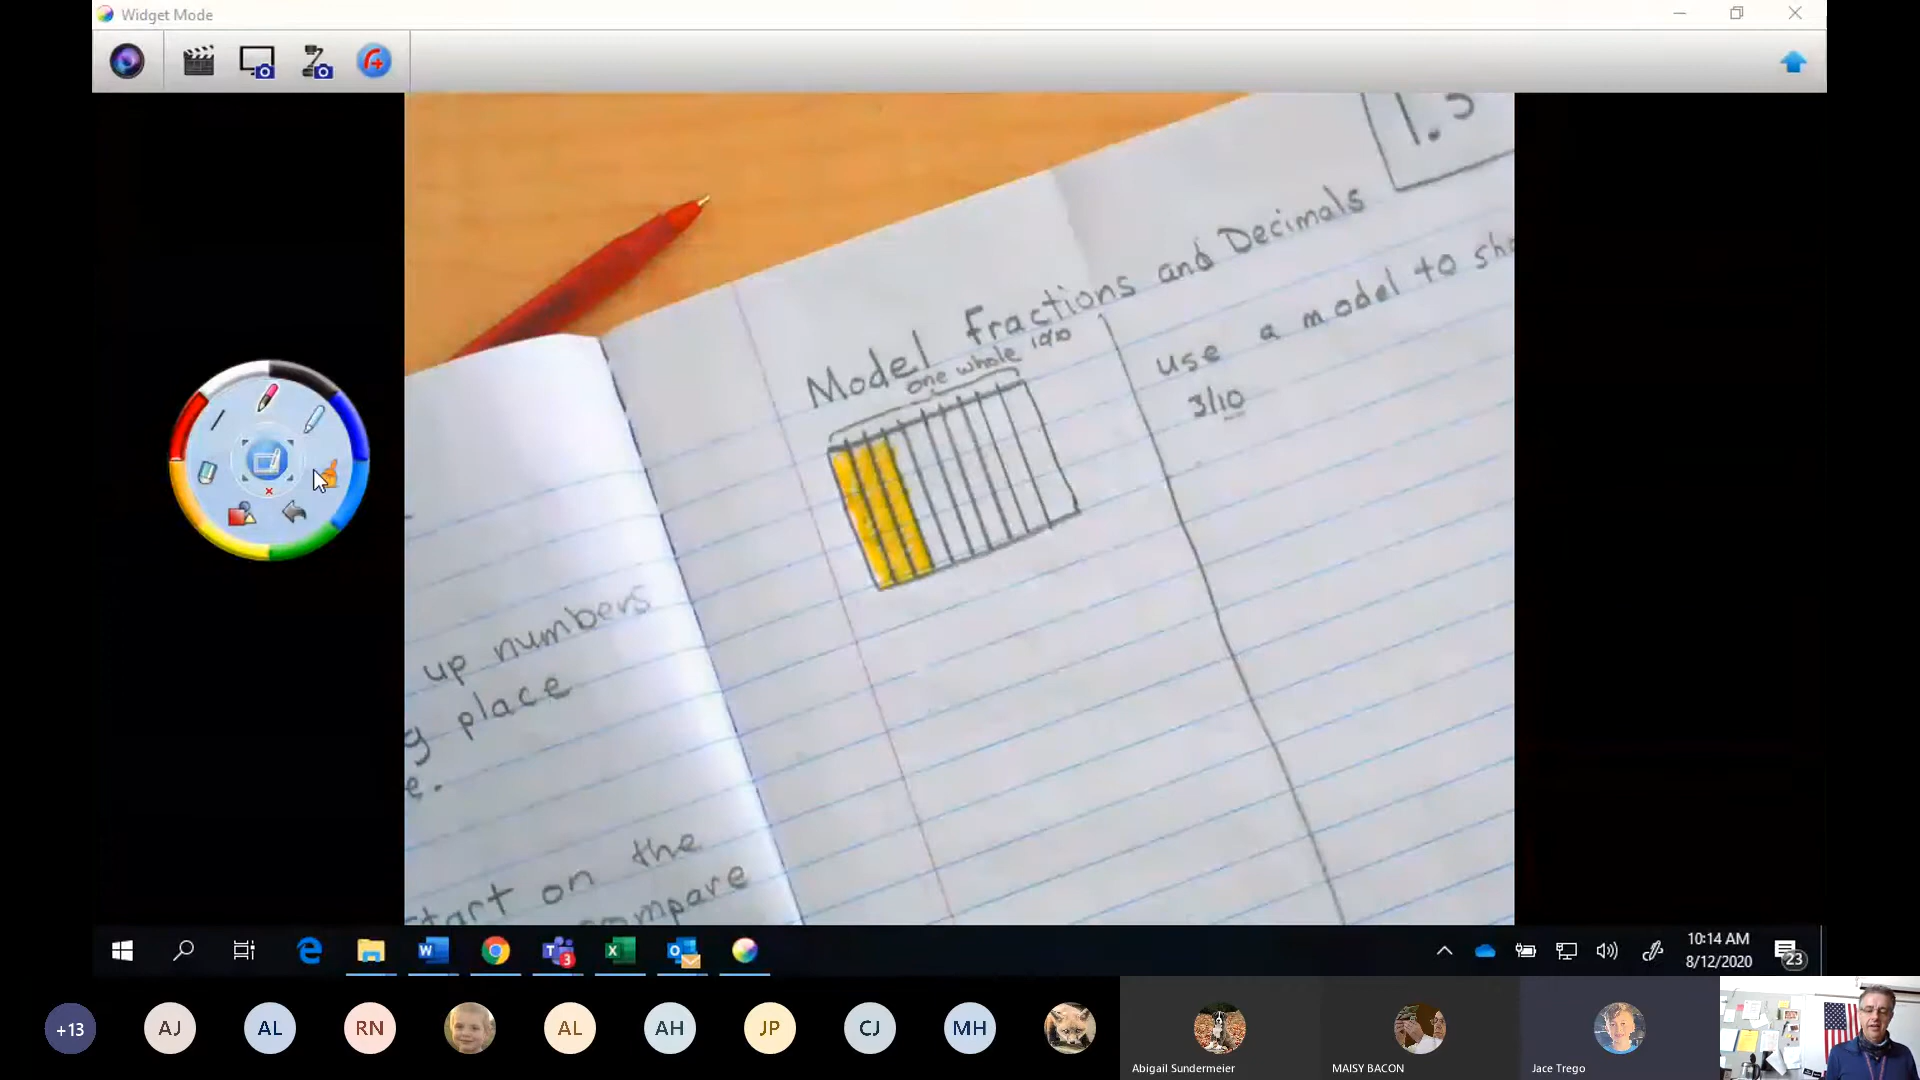 Widget Mode
1.5
Model Fractions and Decimals
one whole 10/10
use a model to sh
3/10
up numbers
g place
e.
start on the
compare
10:14 AM
8/12/2020
3
23
+13
AJ
AL
RN
AL
AH
JP
CJ
MH
Abigail Sundermeier
MAISY BACON
Jace Trego